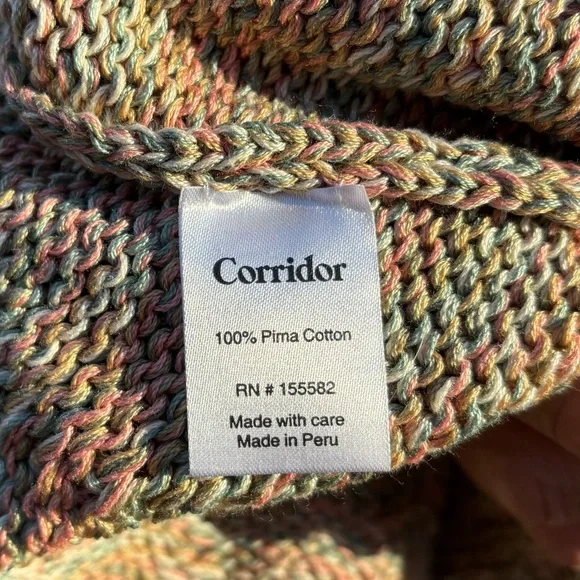 Corridor
100% Pima Cotton
RN # 155582
Made with care
Made in Peru